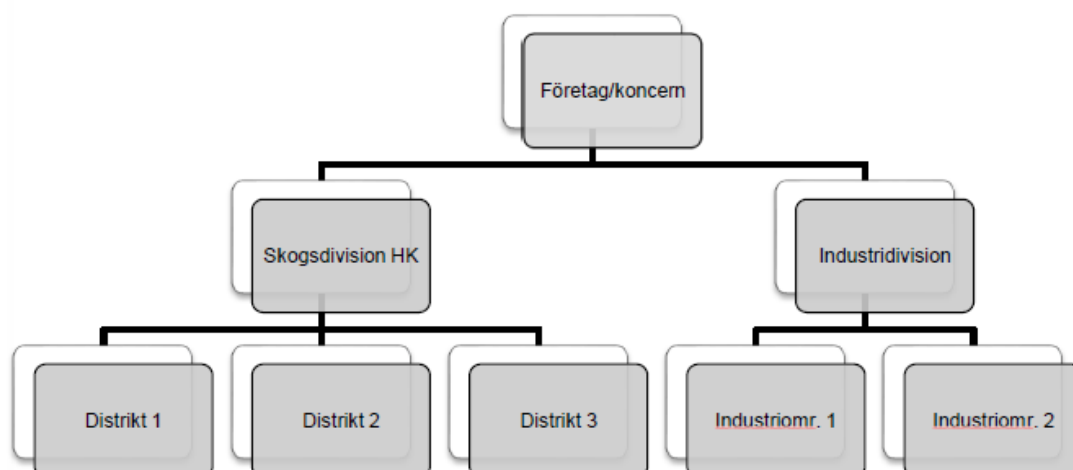 Företag/koncern
Skogsdivision HK
Industridivision
Distrikt 1
Distrikt 2
Distrikt 3
Industriomr. 1
Industriomr. 2